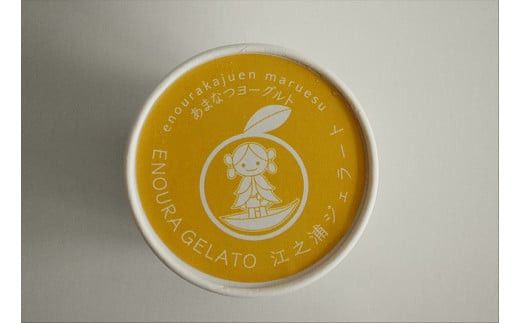 enourakajuen maruesu
あまなつヨーグルト
ENOURA GELATO 江之浦ジェラート